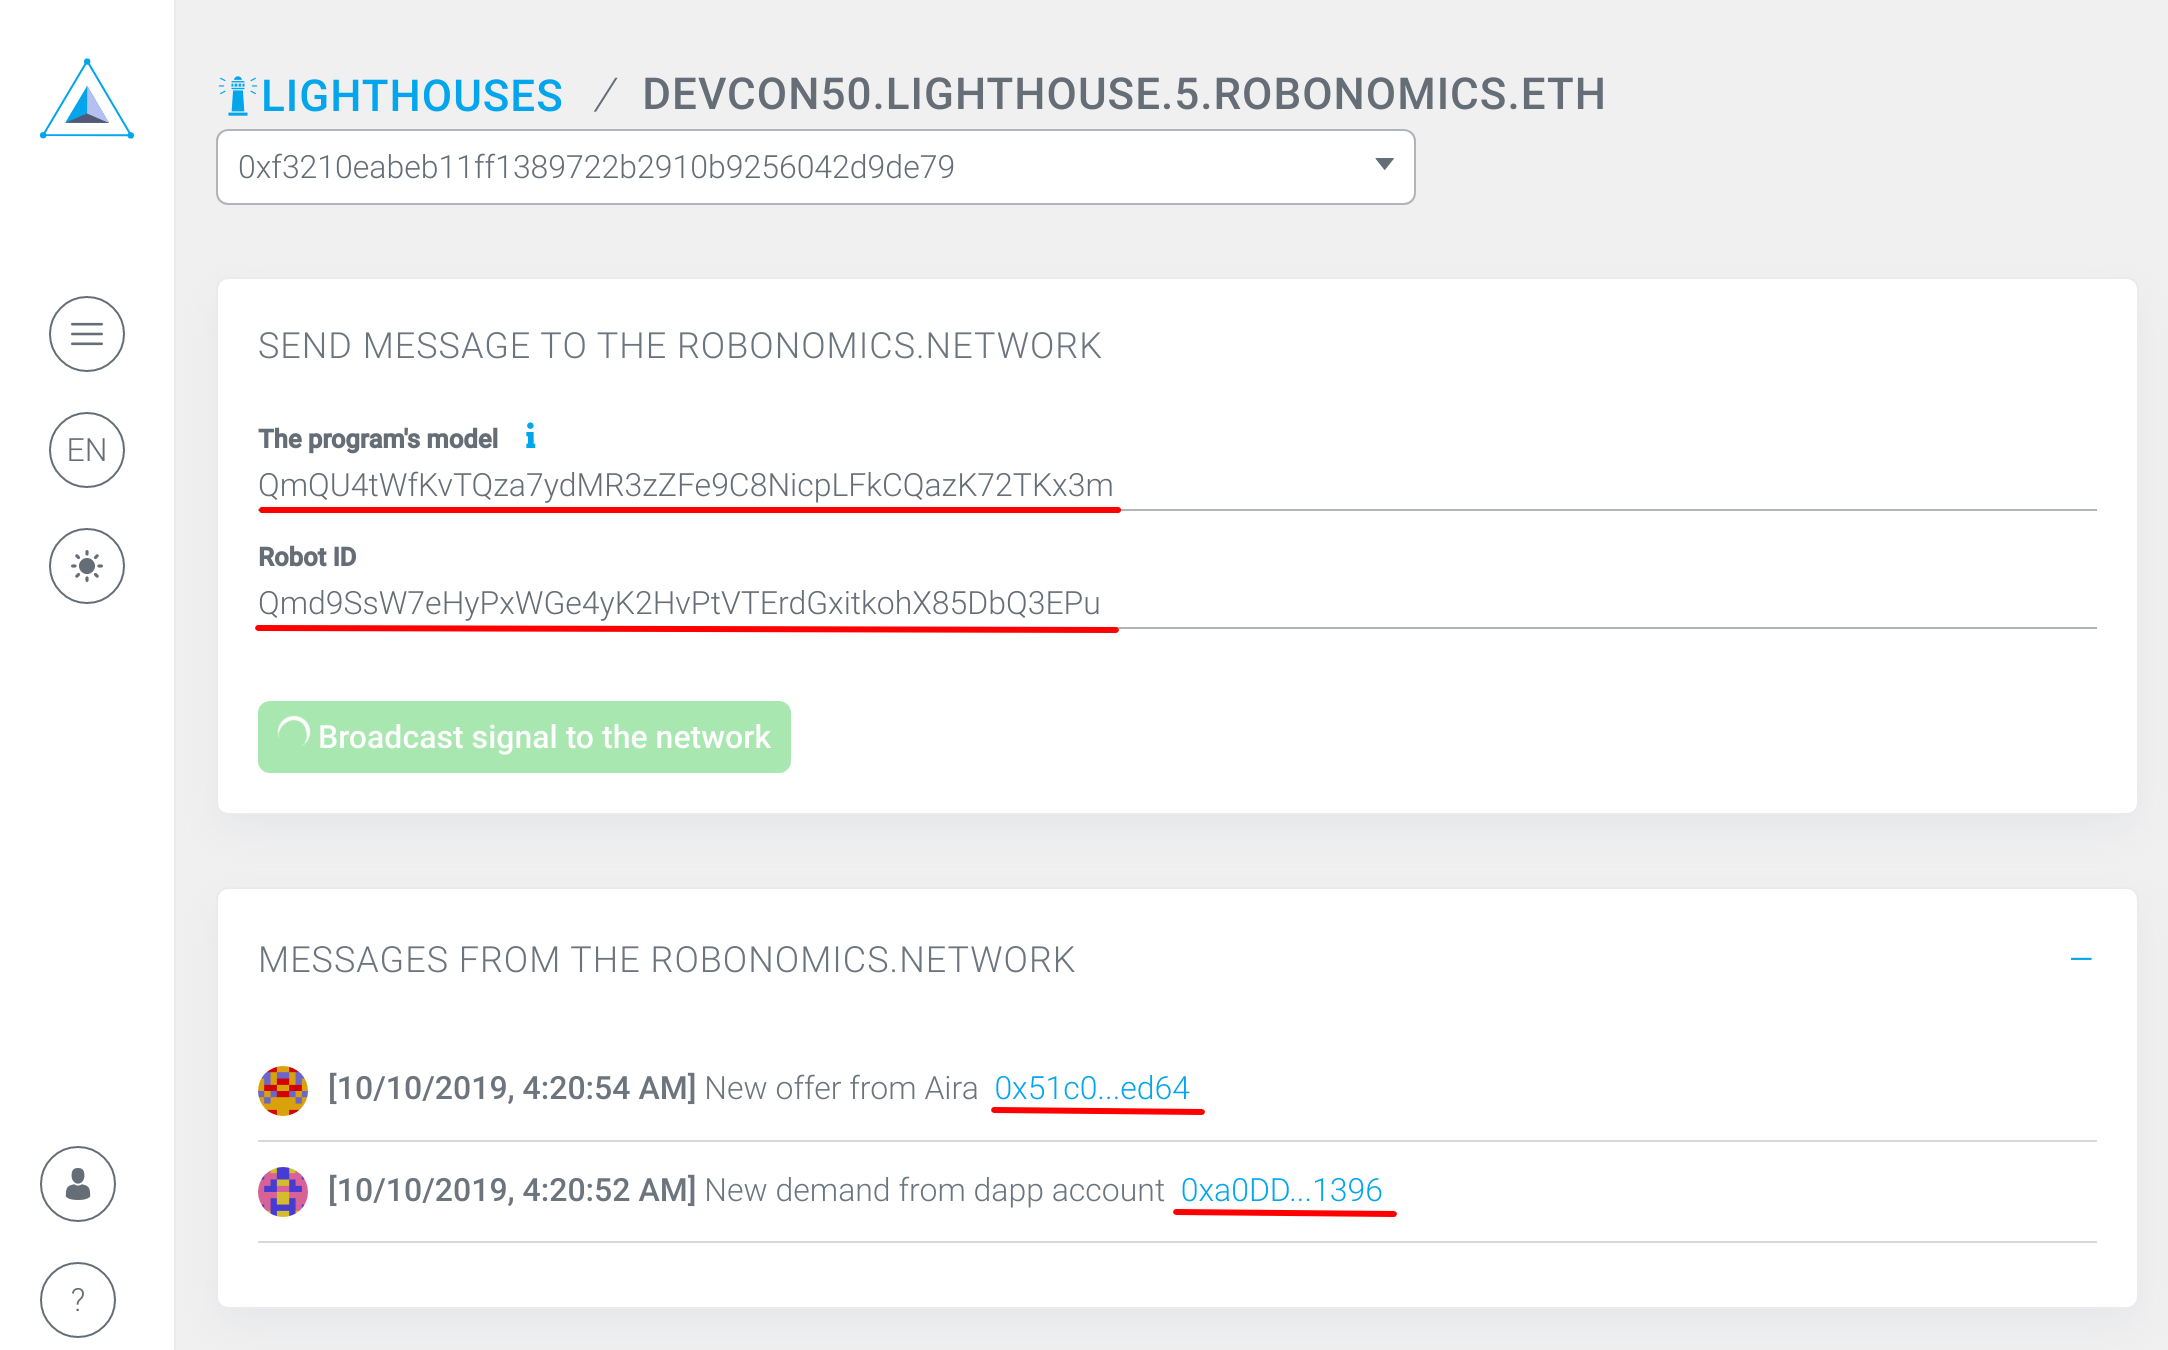 LIGHTHOUSES / DEVCON50.LIGHTHOUSE.5.ROBONOMICS.ETH
0xf3210eabeb11ff1389722b2910b9256042d9de79
SEND MESSAGE TO THE ROBONOMICS.NETWORK
EN
The program's model i
QmQU4tWfKvTQza7ydMR3zZFe9C8NicpLFkCQazK72TKx3m
Robot ID
Qmd9SsW7eHyPxWGe4yK2HvPtVTErdGxitkohX85DbQ3EPu
Broadcast signal to the network
MESSAGES FROM THE ROBONOMICS.NETWORK
[10/10/2019, 4:20:54 AM] New offer from Aira 0x51c0...ed64
[10/10/2019, 4:20:52 AM] New demand from dapp account 0xa0DD...1396
?